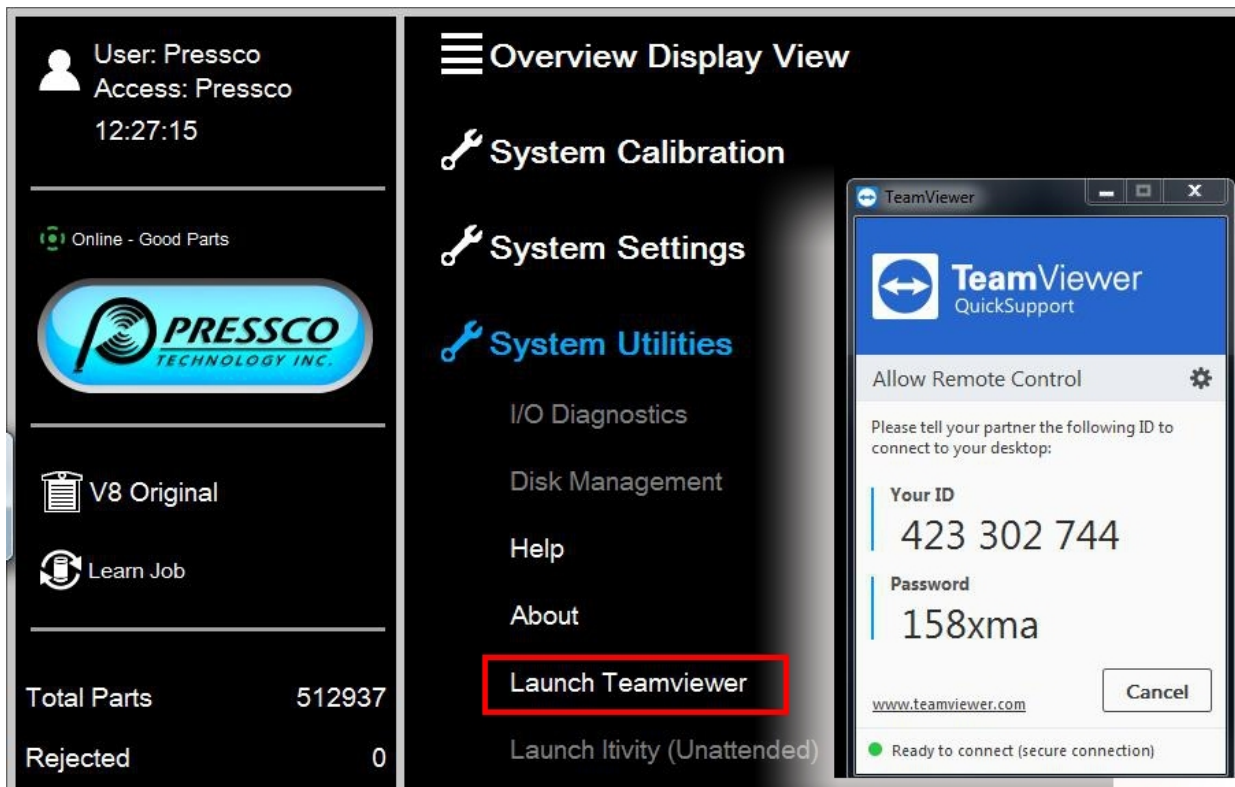 User: Pressco
Access: Pressco
12:27:15
Online - Good Parts
PRESSCO
TECHNOLOGY INC.
V8 Original
Learn Job
Total Parts 512937
Rejected 0
Overview Display View
System Calibration
System Settings
System Utilities
I/O Diagnostics
Disk Management
Help
About
Launch Teamviewer
Launch Itivity (Unattended)
TeamViewer
TeamViewer
QuickSupport
Allow Remote Control
Please tell your partner the following ID to
connect to your desktop:
Your ID
423 302 744
Password
158xma
www.teamviewer.com
Cancel
Ready to connect (secure connection)